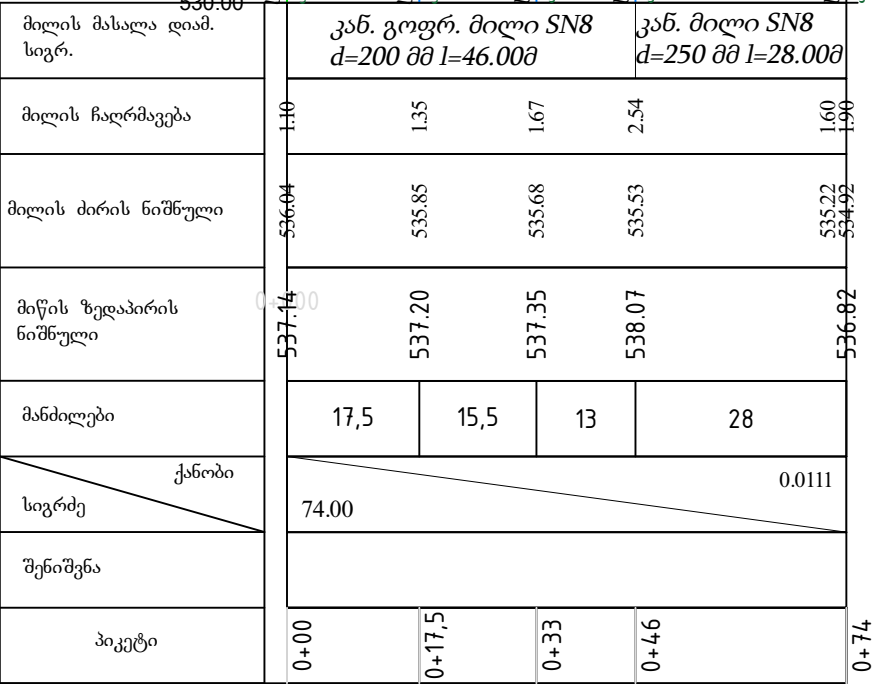 530.00
მილის მასალა დიამ.
სიგრ.
კან. გოფრ. მილი SN8
d=200 მმ l=46.00მ
კან. მილი SN8
d=250 მმ l=28.00მ
მილის ჩაღრმავება
1.10 1.35 1.67 2.54 1.60 1.90
მილის ძირის ნიშნული
536.04 535.85 535.68 535.53 535.22 534.92
მიწის ზედაპირის
ნიშნული
0+000
537.14 537.20 537.35 538.07 536.82
მანძილები
17,5 15,5 13 28
ქანობი
სიგრძე
0.0111
74.00
შენიშვნა
პიკეტი
0+00 0+17,5 0+33 0+46 0+74